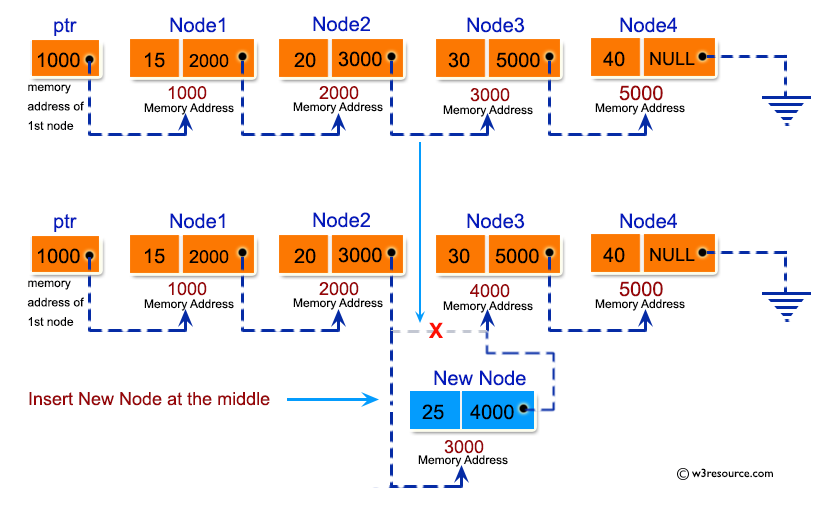 ptr Node1 Node2 Node3 Node4
1000 15 2000 20 3000 30 5000 40 NULL
1000 2000 3000 5000
memory
address of
1st node
Memory Address Memory Address Memory Address Memory Address
ptr Node1 Node2 Node3 Node4
1000 15 2000 20 3000 30 5000 40 NULL
1000 2000 4000 5000
memory
address of
1st node
Memory Address Memory Address Memory Address Memory Address
X
New Node
Insert New Node at the middle
25 4000
3000
Memory Address
© w3resource.com